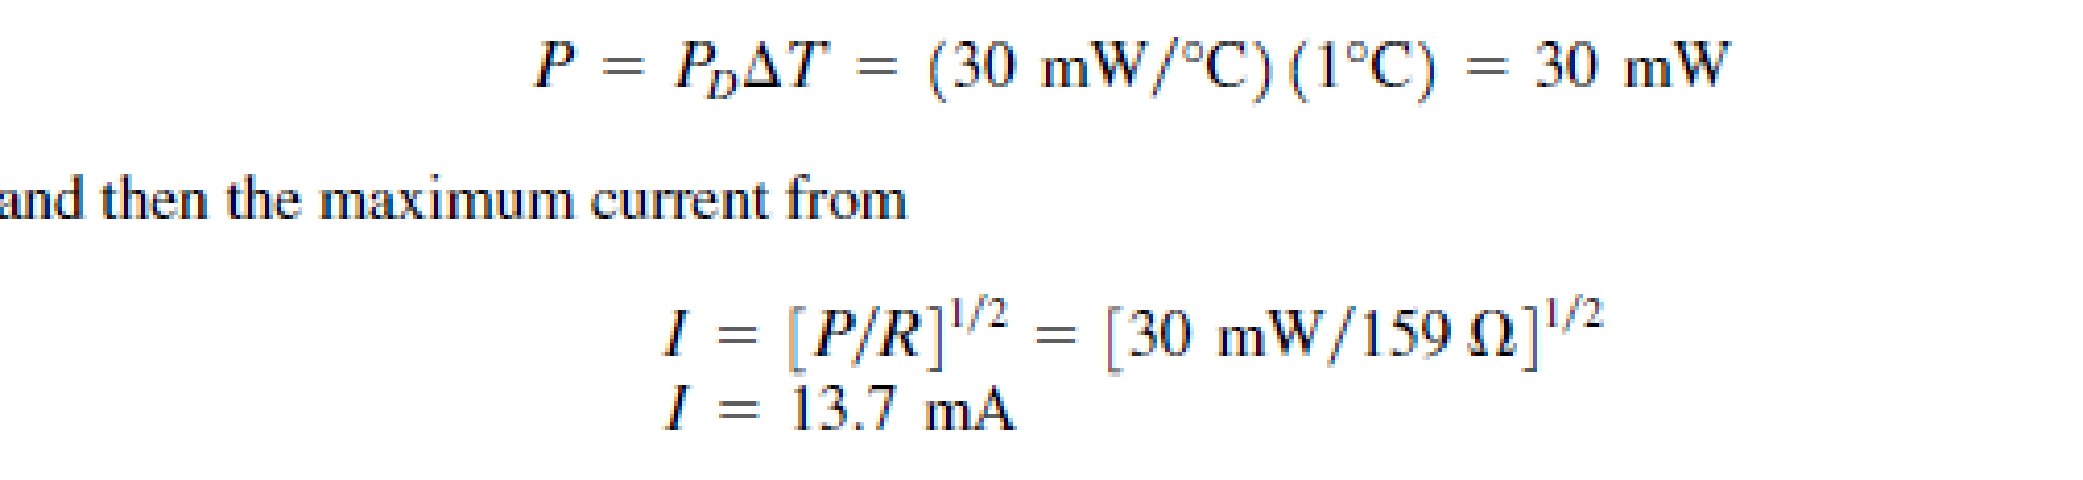 P = P_DΔT = (30 mW/°C)(1°C) = 30 mW
and then the maximum current from
I = [P/R]^1/2 = [30 mW/159 Ω]^1/2
I = 13.7 mA